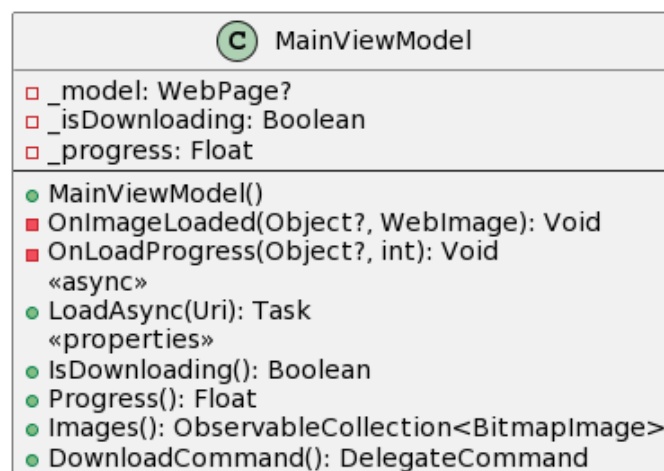 C MainViewModel
_model: WebPage?
_isDownloading: Boolean
_progress: Float
MainViewModel()
OnImageLoaded(Object?, WebImage): Void
OnLoadProgress(Object?, int): Void
«async»
LoadAsync(Uri): Task
«properties»
IsDownloading(): Boolean
Progress(): Float
Images(): ObservableCollection<BitmapImage>
DownloadCommand(): DelegateCommand